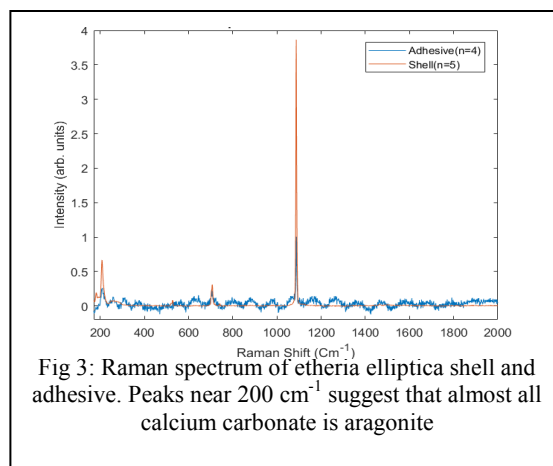 4
3.5
3
2.5
2
1.5
1
0.5
0
Intensity (arb. units)
Adhesive(n=4)
Shell(n=5)
200 400 600 800 1000 1200 1400 1600 1800 2000
Raman Shift (Cm⁻¹)
Fig 3: Raman spectrum of etheria elliptica shell and
adhesive. Peaks near 200 cm⁻¹ suggest that almost all
calcium carbonate is aragonite